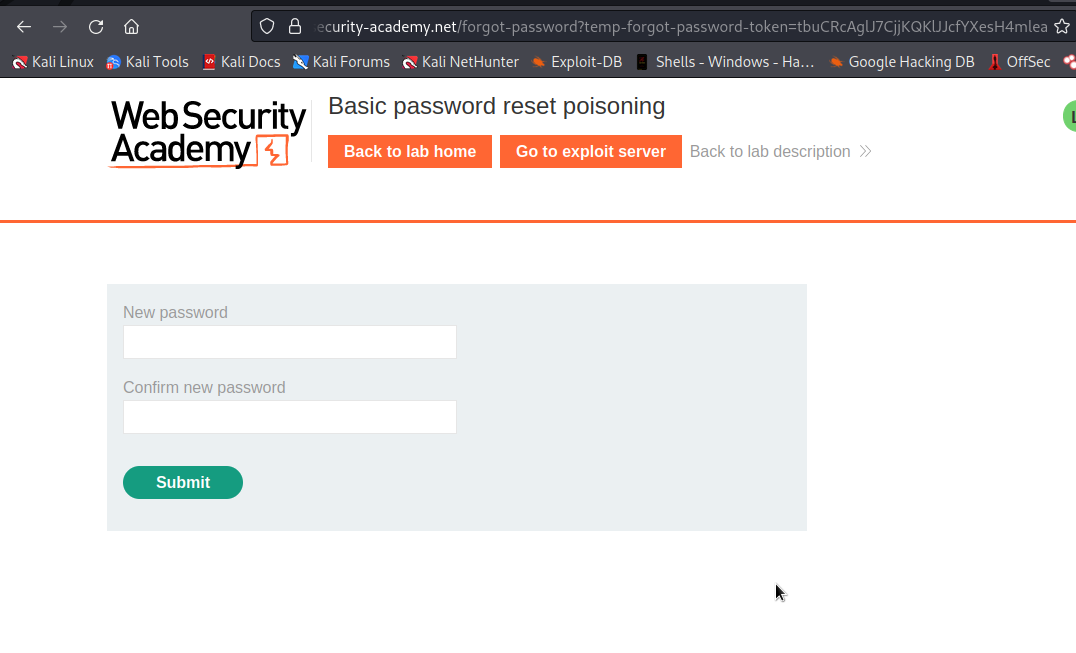 ecurity-academy.net/forgot-password?temp-forgot-password-token=tbuCRcAglJ7CjjKQKlJJcfYXesH4mlea
Kali Linux Kali Tools Kali Docs Kali Forums Kali NetHunter Exploit-DB Shells - Windows - Ha... Google Hacking DB OffSec
WebSecurity
Academy
Basic password reset poisoning
Back to lab home Go to exploit server Back to lab description
New password
Confirm new password
Submit